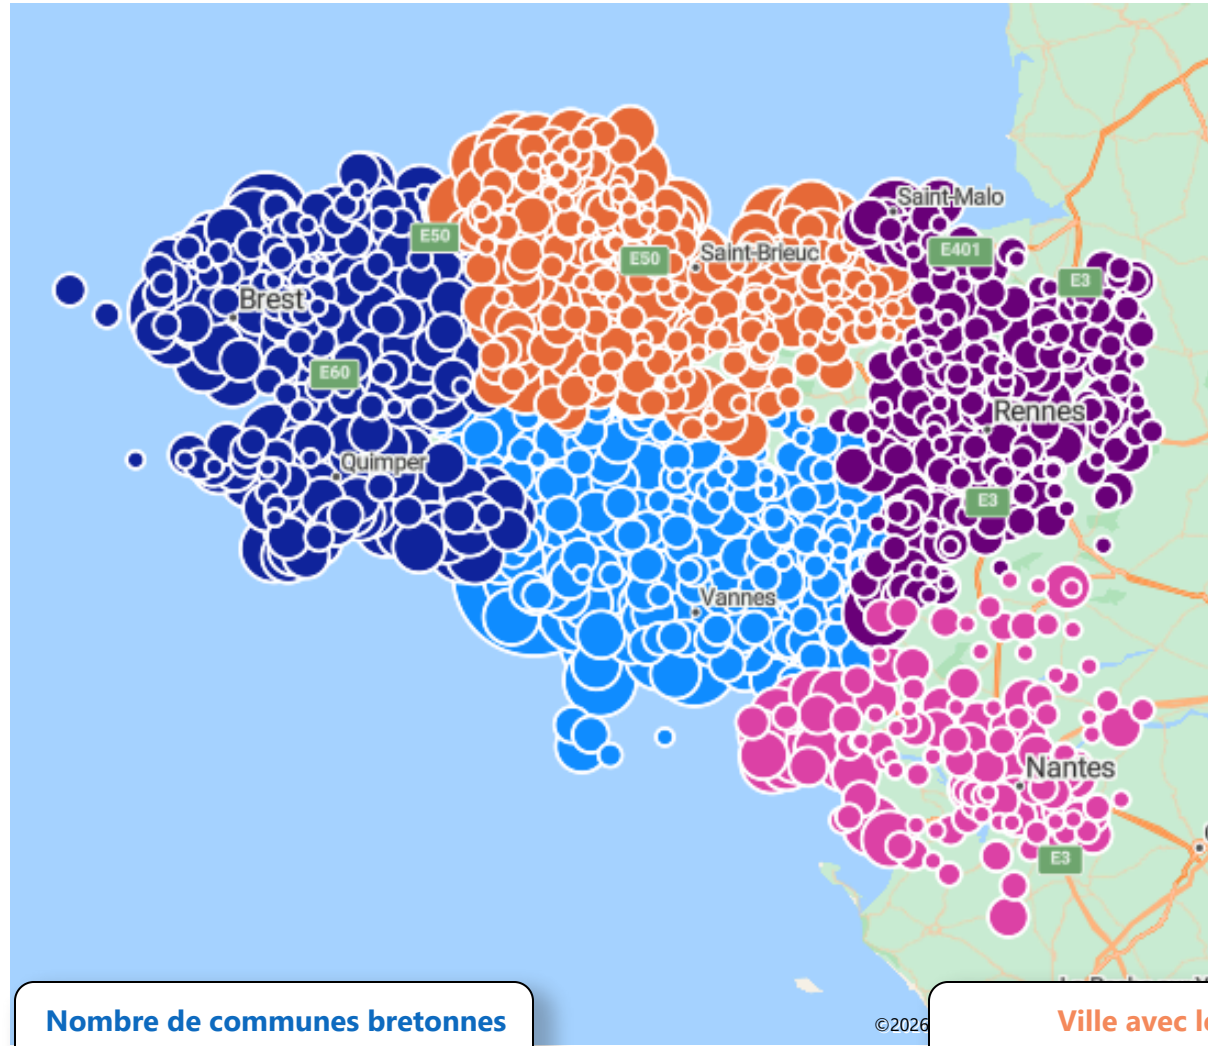 Saint-Malo
E50
E401
E50
Saint-Brieuc
E3
Brest
E60
Rennes
Quimper
E3
Vannes
Nantes
E3
Nombre de communes bretonnes
©2026
Ville avec